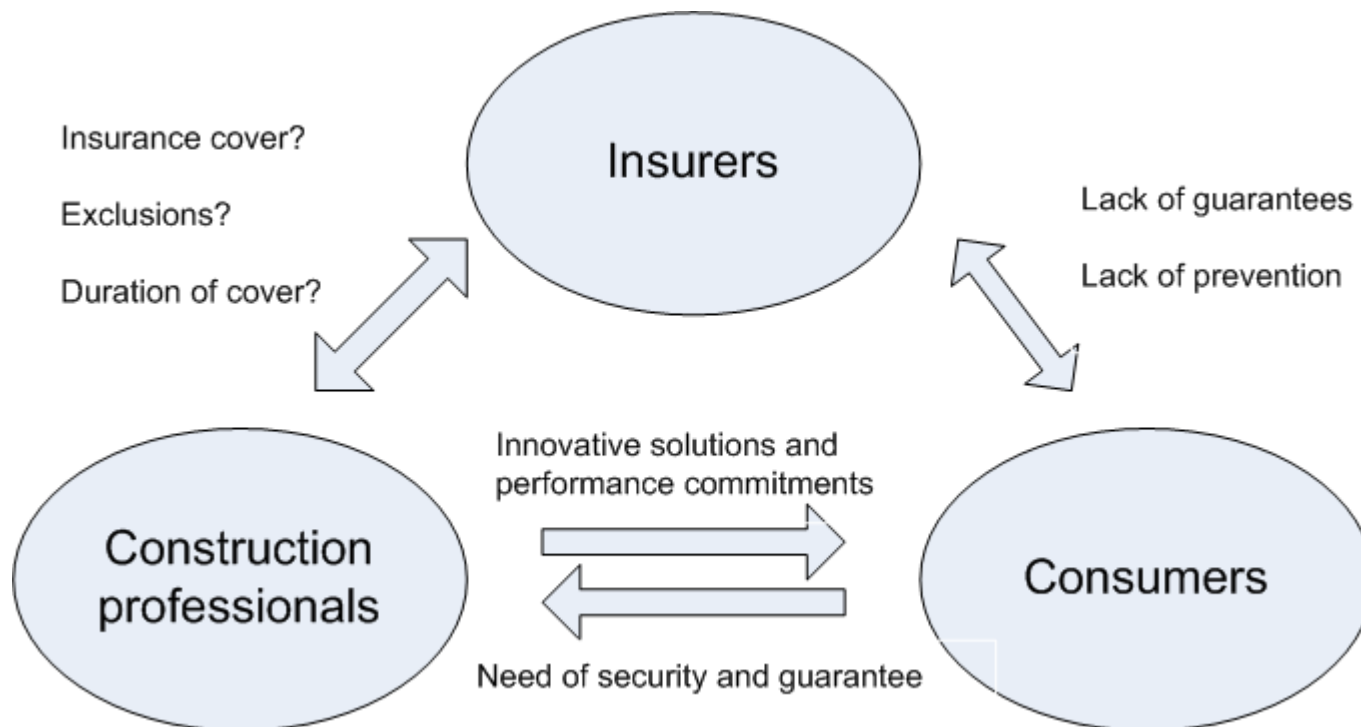 Insurers
Insurance cover?
Exclusions?
Duration of cover?
Lack of guarantees
Lack of prevention
Innovative solutions and
performance commitments
Construction
professionals
Consumers
Need of security and guarantee